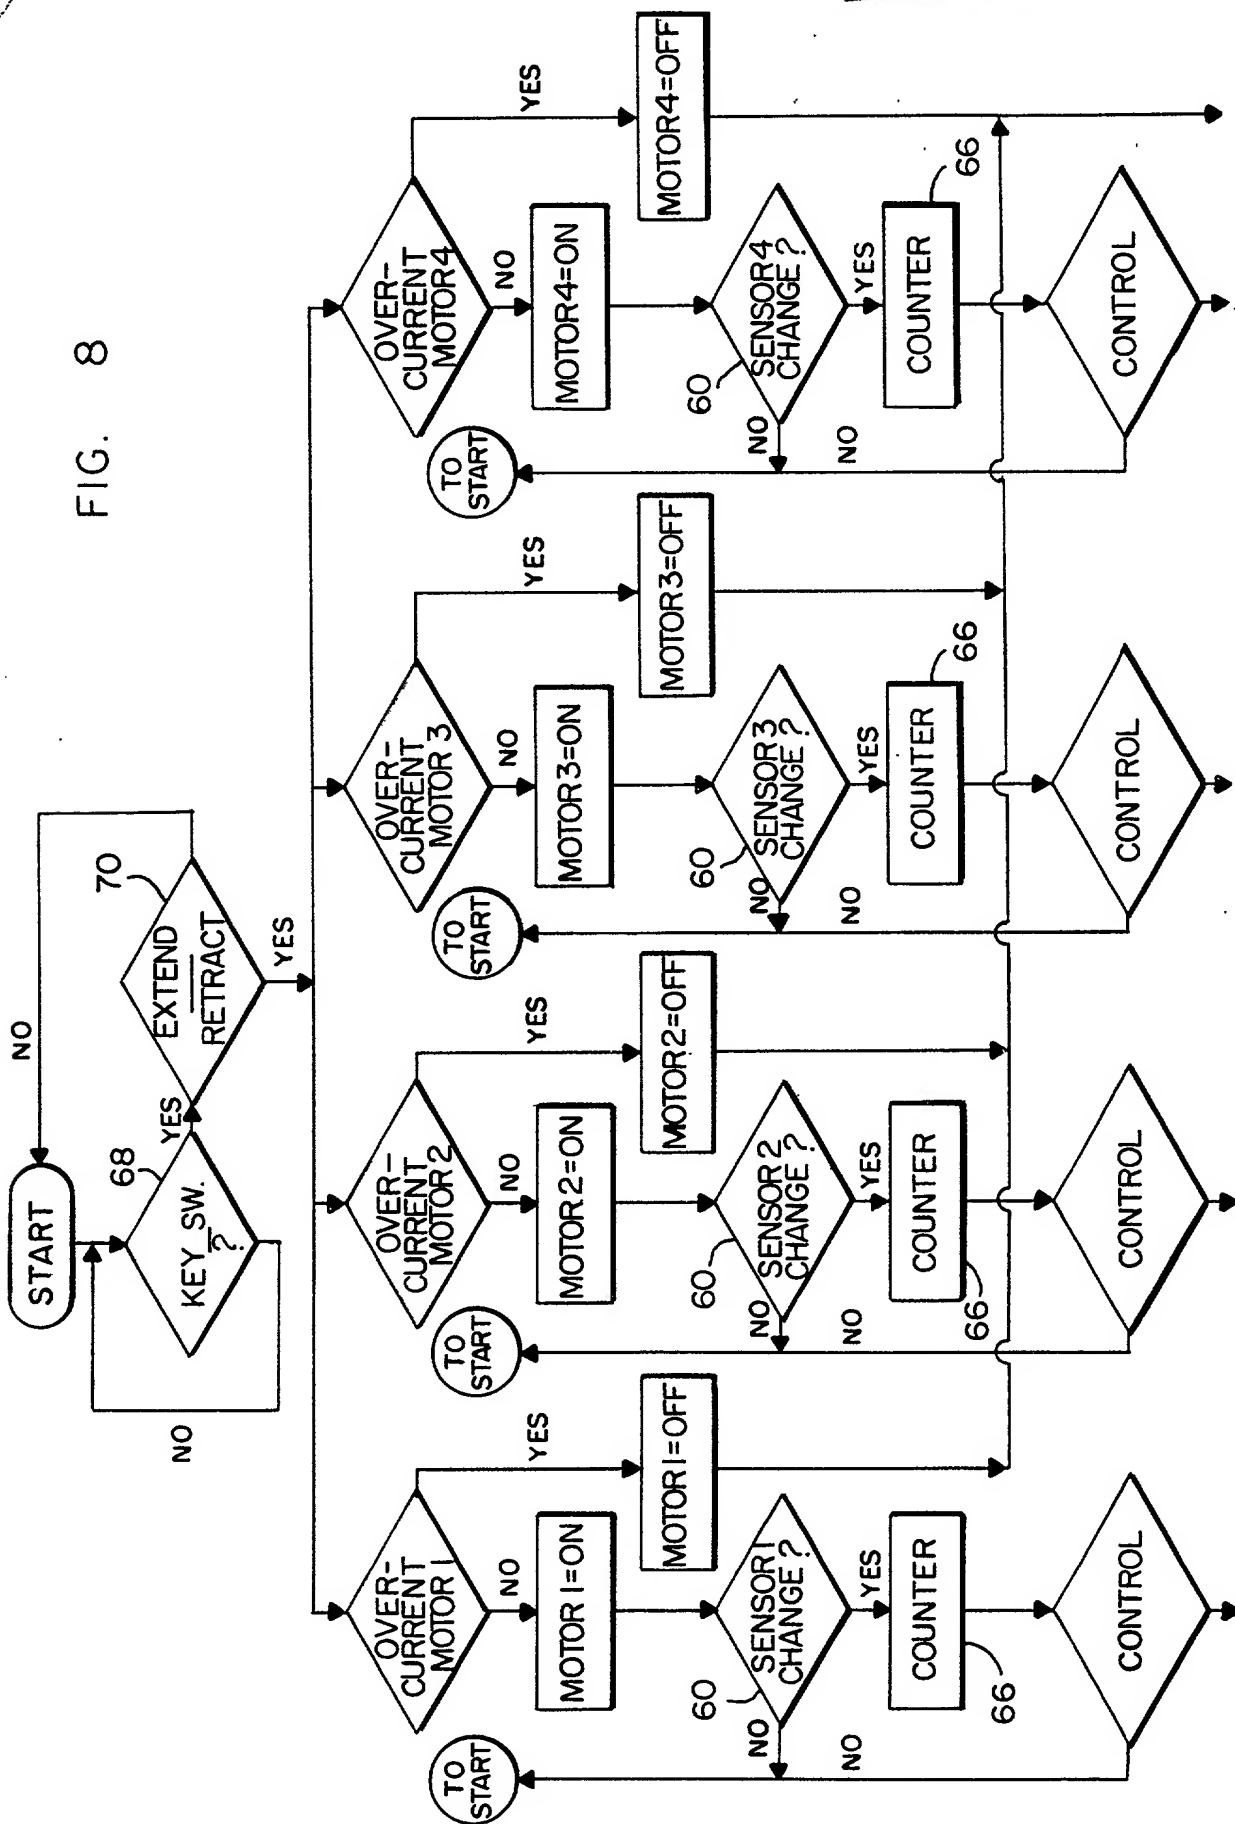 FIG. 8
START
NO
KEY SW.
?
68
YES
NO
EXTEND
RETRACT
70
YES
OVER-
CURRENT
MOTOR 1
YES
NO
MOTOR 1=ON
MOTOR 1=OFF
TO
START
SENSOR 1
CHANGE ?
60
NO
YES
COUNTER
66
NO
CONTROL
OVER-
CURRENT
MOTOR 2
YES
NO
MOTOR 2=ON
MOTOR 2=OFF
TO
START
SENSOR 2
CHANGE ?
60
NO
YES
COUNTER
66
NO
CONTROL
OVER-
CURRENT
MOTOR 3
YES
NO
MOTOR 3=ON
MOTOR 3=OFF
TO
START
SENSOR 3
CHANGE ?
60
NO
YES
COUNTER
66
NO
CONTROL
OVER-
CURRENT
MOTOR 4
YES
NO
MOTOR 4=ON
MOTOR 4=OFF
TO
START
SENSOR 4
CHANGE ?
60
NO
YES
COUNTER
66
NO
CONTROL